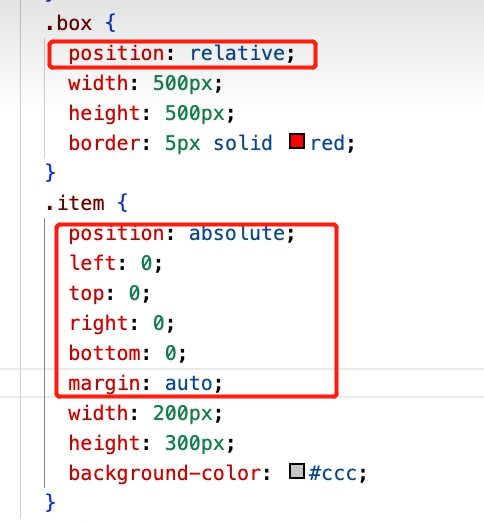 .box {
position: relative;
width: 500px;
height: 500px;
border: 5px solid red;
}
.item {
position: absolute;
left: 0;
top: 0;
right: 0;
bottom: 0;
margin: auto;
width: 200px;
height: 300px;
background-color: #ccc;
}